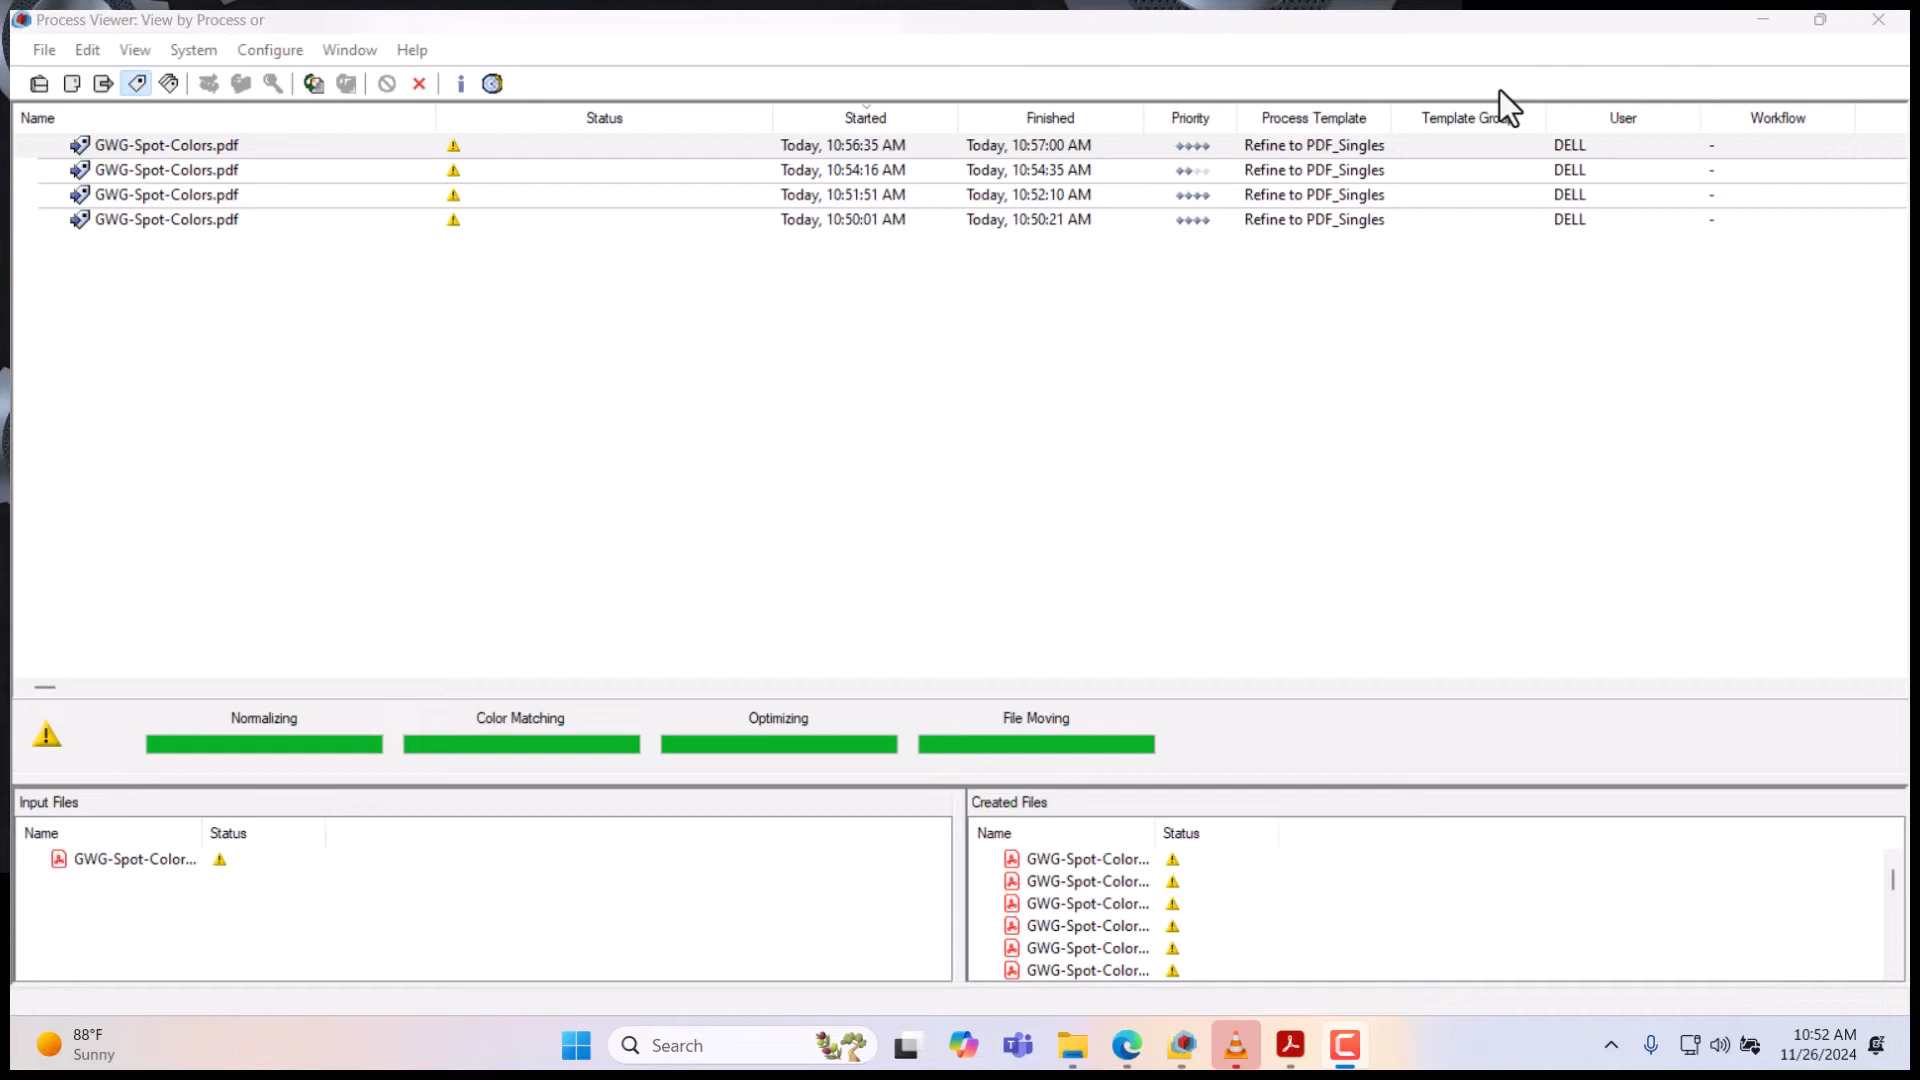 Process Viewer: View by Process or
File Edit View System Configure Window Help
Name Status Started Finished Priority Process Template Template Group User Workflow
GWG-Spot-Colors.pdf Today, 10:56:35 AM Today, 10:57:00 AM Refine to PDF_Singles DELL -
GWG-Spot-Colors.pdf Today, 10:54:16 AM Today, 10:54:35 AM Refine to PDF_Singles DELL -
GWG-Spot-Colors.pdf Today, 10:51:51 AM Today, 10:52:10 AM Refine to PDF_Singles DELL -
GWG-Spot-Colors.pdf Today, 10:50:01 AM Today, 10:50:21 AM Refine to PDF_Singles DELL -
Normalizing Color Matching Optimizing File Moving
Input Files Created Files
Name Status Name Status
GWG-Spot-Color... GWG-Spot-Color...
GWG-Spot-Color...
GWG-Spot-Color...
GWG-Spot-Color...
GWG-Spot-Color...
GWG-Spot-Color...
88°F
Sunny
Search
10:52 AM
11/26/2024